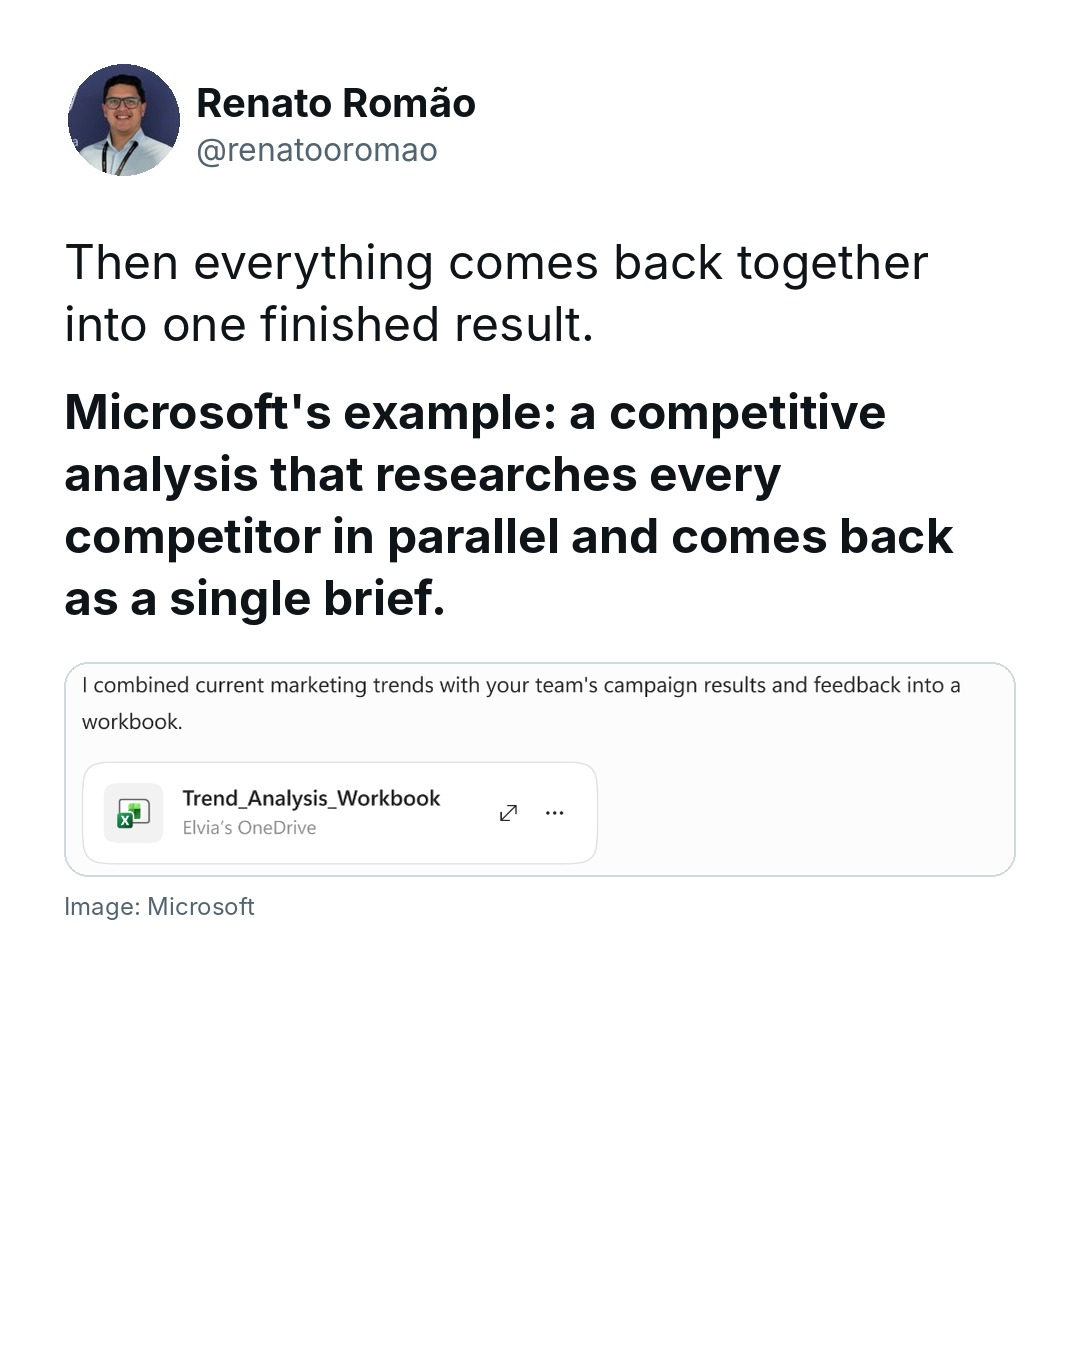 Renato Romão
@renatooromao
Then everything comes back together
into one finished result.
Microsoft's example: a competitive
analysis that researches every
competitor in parallel and comes back
as a single brief.
I combined current marketing trends with your team's campaign results and feedback into a
workbook.
Trend_Analysis_Workbook
Elvia's OneDrive
Image: Microsoft